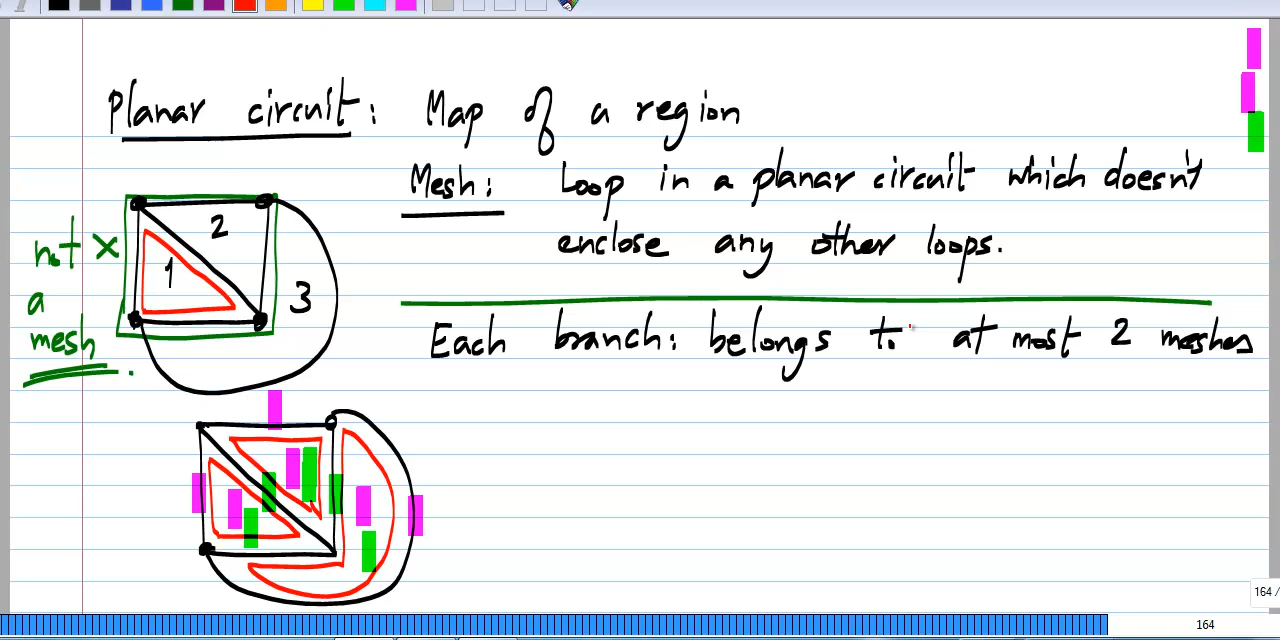 Planar circuit: Map of a region
Mesh: Loop in a planar circuit which doesn't
enclose any other loops.
not ×
a
mesh.
2
1
3
Each branch: belongs to at most 2 meshes
164 /
164